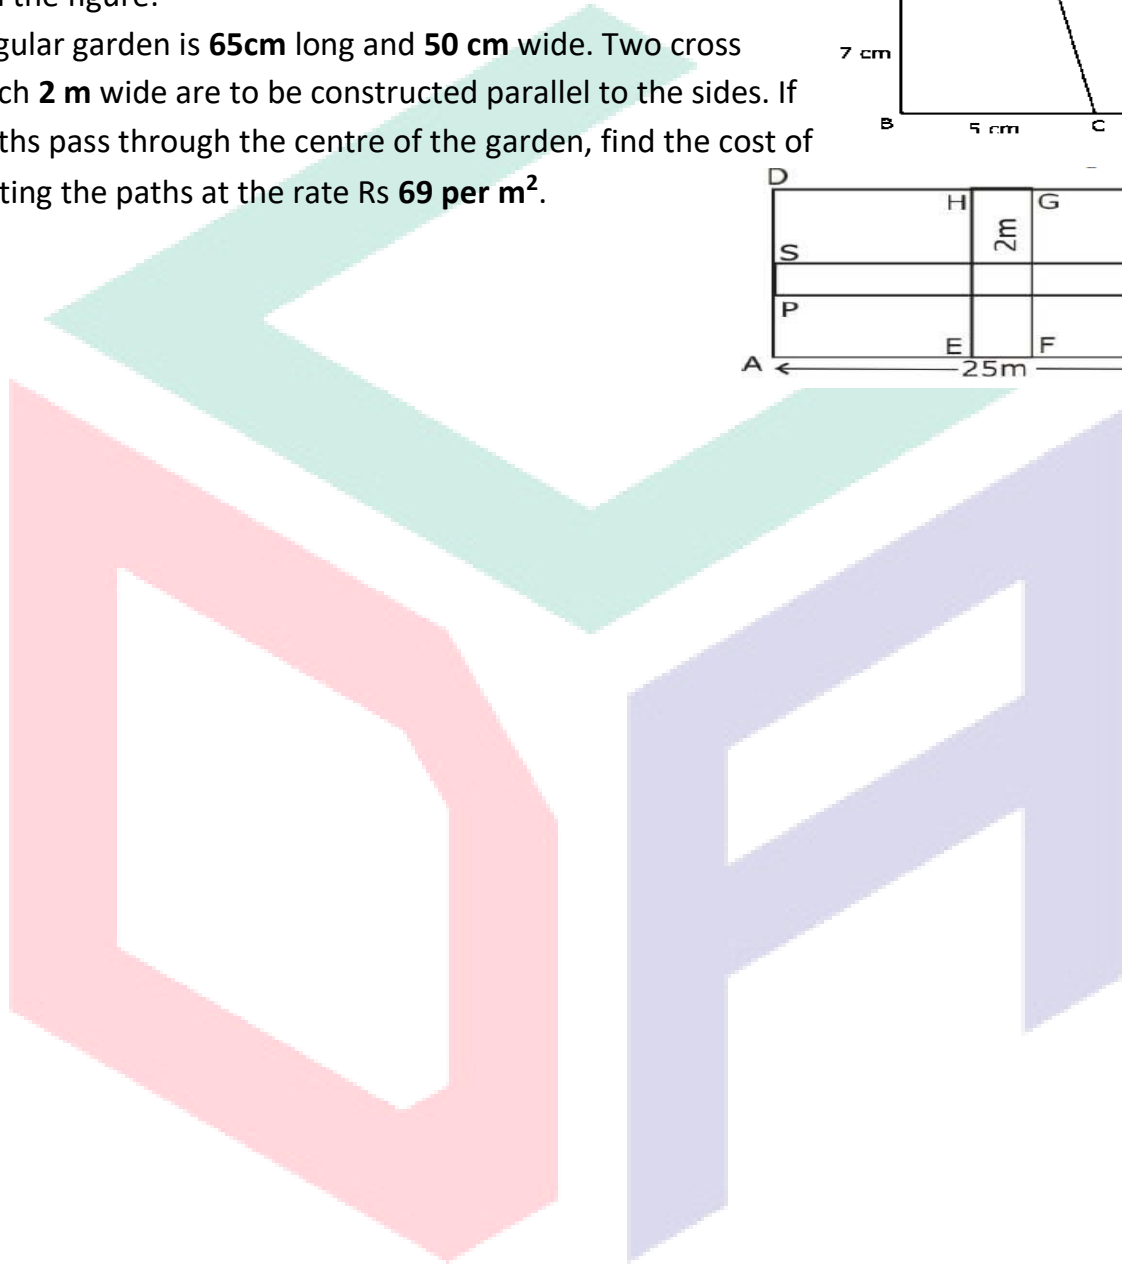 the figure.
gular garden is 65cm long and 50 cm wide. Two cross
ch 2 m wide are to be constructed parallel to the sides. If
ths pass through the centre of the garden, find the cost of
ting the paths at the rate Rs 69 per m².
7 cm
B 5 cm C
D
H G
2m
S
P
E F
A 25m